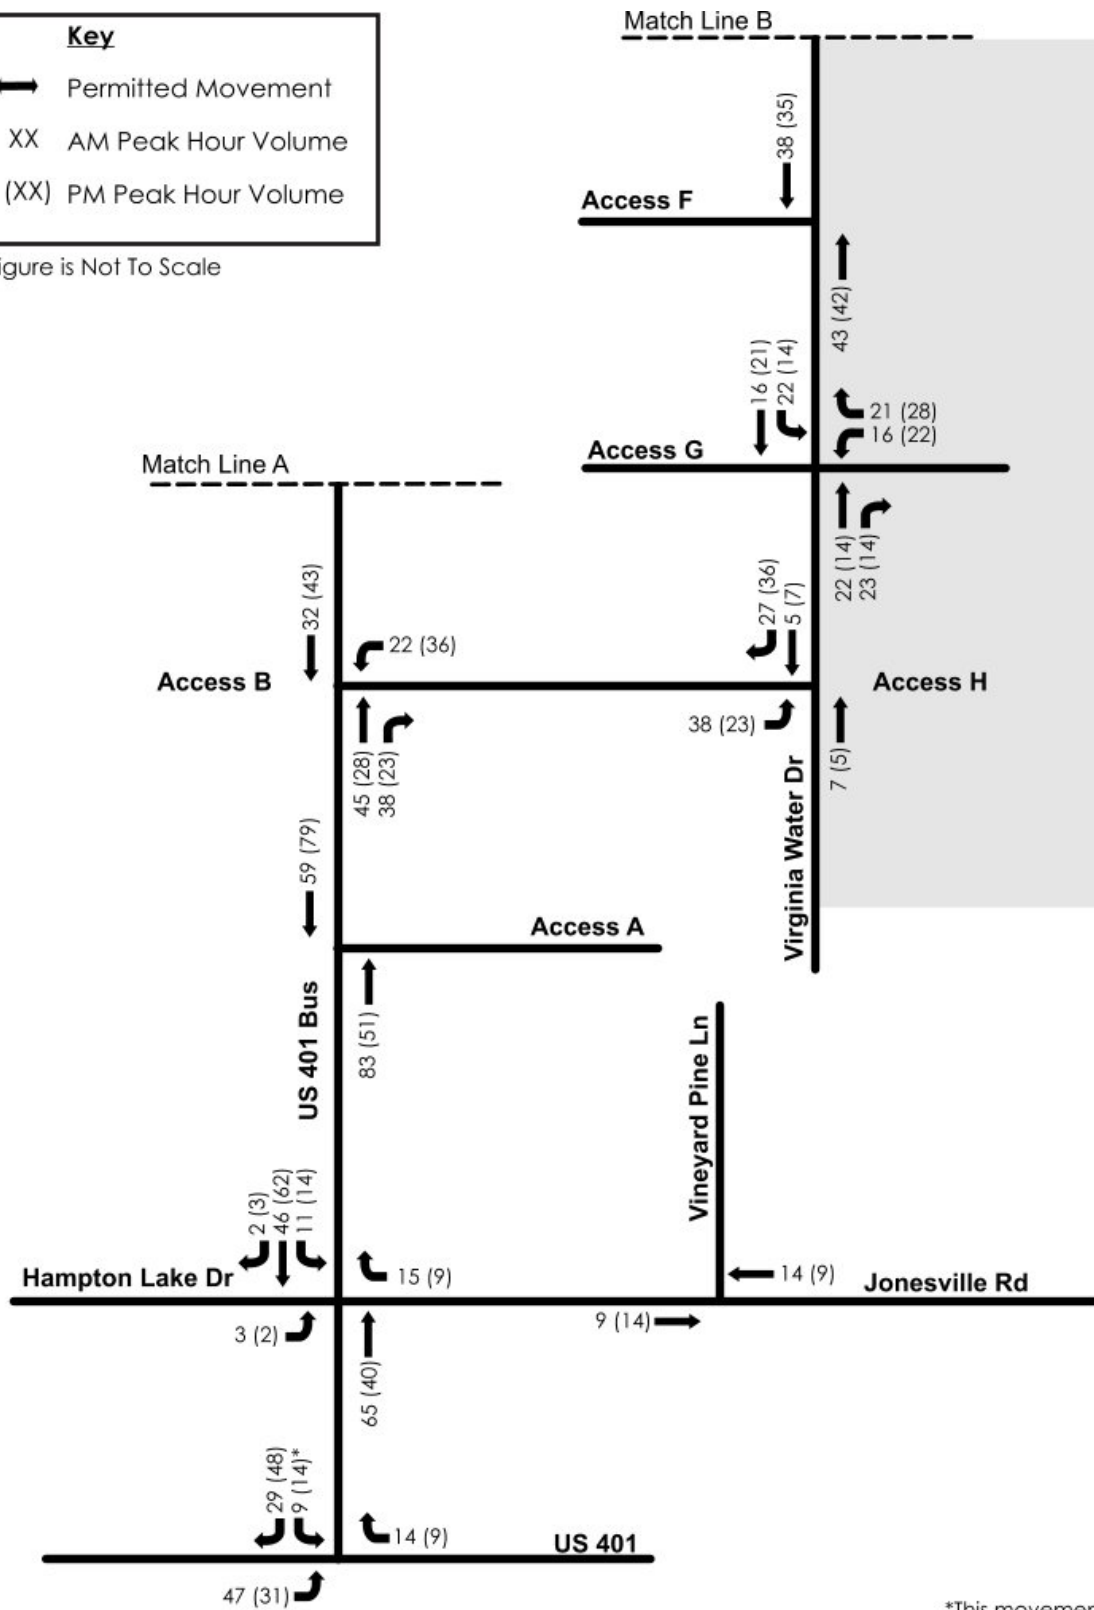 Key
Permitted Movement
XX AM Peak Hour Volume
(XX) PM Peak Hour Volume
igure is Not To Scale
Match Line B
38 (35)
Access F
43 (42)
16 (21)
22 (14)
21 (28)
16 (22)
Access G
Match Line A
22 (14)
23 (14)
32 (43)
27 (36)
5 (7)
22 (36)
Access B
Access H
38 (23)
45 (28)
38 (23)
7 (5)
Virginia Water Dr
59 (79)
Access A
US 401 Bus
83 (51)
Vineyard Pine Ln
2 (3)
46 (62)
11 (14)
Hampton Lake Dr
15 (9)
14 (9)
Jonesville Rd
3 (2)
9 (14)
65 (40)
29 (48)
9 (14)*
14 (9)
US 401
47 (31)
*This movemen